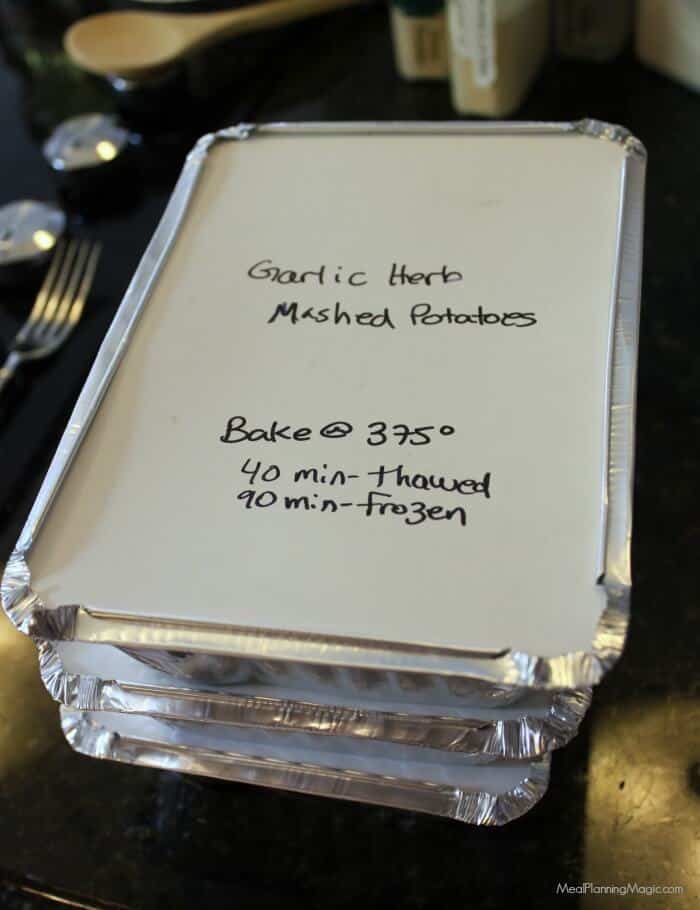 Garlic Herb
Mashed Potatoes
Bake @ 375°
40 min-thawed
90 min-frozen
MealPlanningMagic.com